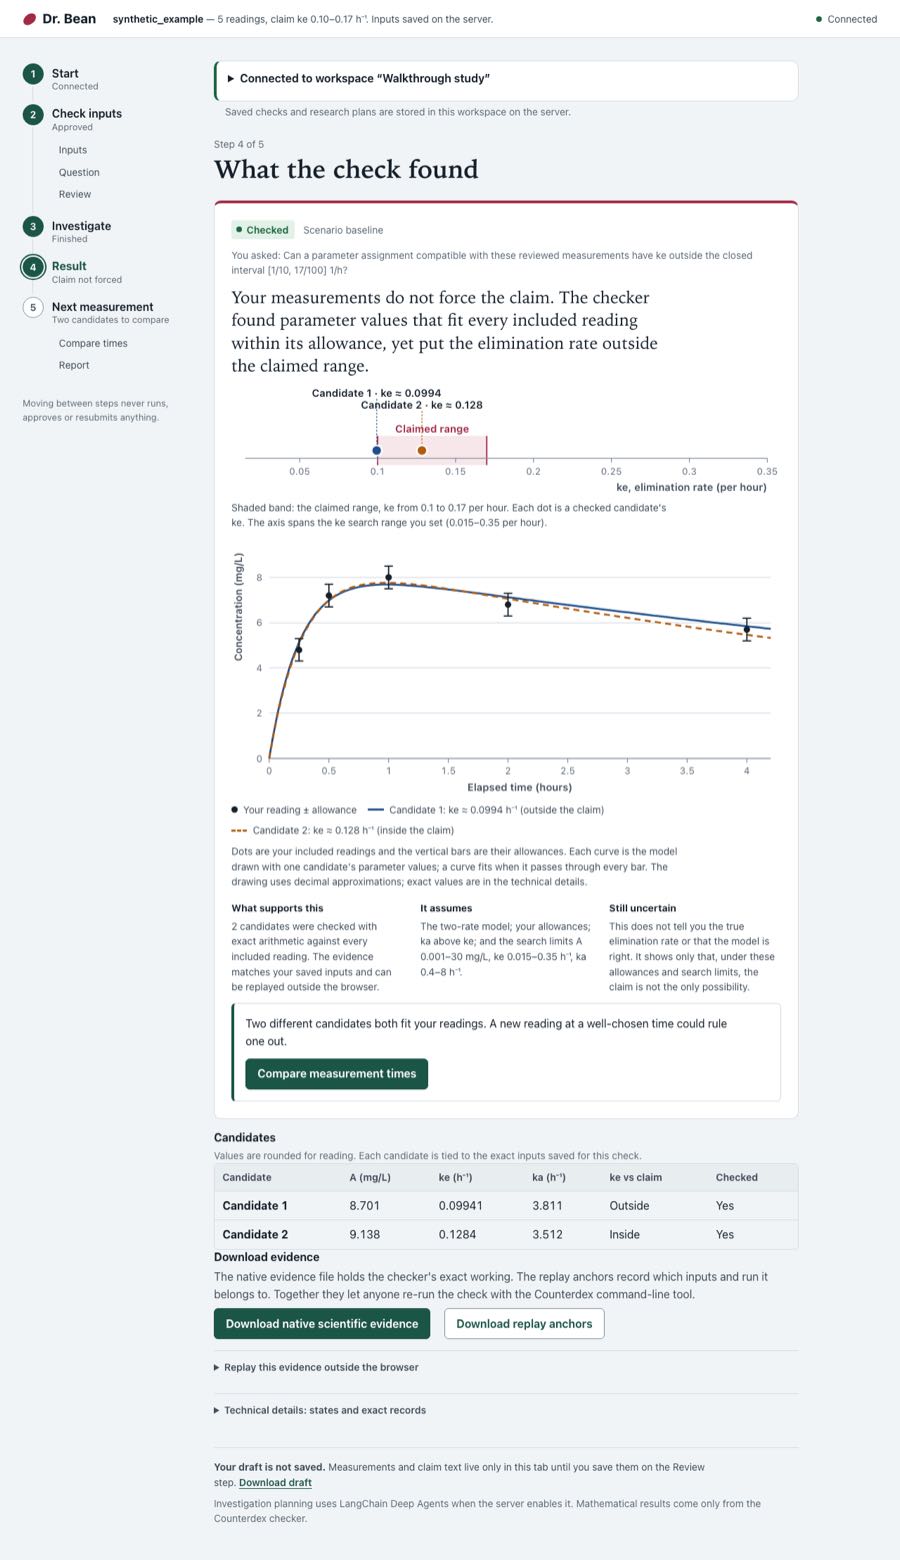 Dr. Bean
synthetic_example — 5 readings, claim ke 0.10–0.17 h⁻¹. Inputs saved on the server.
Connected
1
Start
Connected
2
Check inputs
Approved
Inputs
Question
Review
3
Investigate
Finished
4
Result
Claim not forced
5
Next measurement
Two candidates to compare
Compare times
Report
Moving between steps never runs,
approves or resubmits anything.
Connected to workspace “Walkthrough study”
Saved checks and research plans are stored in this workspace on the server.
Step 4 of 5
What the check found
Checked
Scenario baseline
You asked: Can a parameter assignment compatible with these reviewed measurements have ke outside the closed
interval [1/10, 17/100] 1/h?
Your measurements do not force the claim. The checker
found parameter values that fit every included reading
within its allowance, yet put the elimination rate outside
the claimed range.
Candidate 1 · ke ≈ 0.0994
Candidate 2 · ke ≈ 0.128
Claimed range
0.05 0.1 0.15 0.2 0.25 0.3 0.35
ke, elimination rate (per hour)
Shaded band: the claimed range, ke from 0.1 to 0.17 per hour. Each dot is a checked candidate's
ke. The axis spans the ke search range you set (0.015–0.35 per hour).
Concentration (mg/L)
8
6
4
2
0
0 0.5 1 1.5 2 2.5 3 3.5 4
Elapsed time (hours)
Your reading ± allowance
Candidate 1: ke ≈ 0.0994 h⁻¹ (outside the claim)
Candidate 2: ke ≈ 0.128 h⁻¹ (inside the claim)
Dots are your included readings and the vertical bars are their allowances. Each curve is the model
drawn with one candidate's parameter values; a curve fits when it passes through every bar. The
drawing uses decimal approximations; exact values are in the technical details.
What supports this
2 candidates were checked with
exact arithmetic against every
included reading. The evidence
matches your saved inputs and can
be replayed outside the browser.
It assumes
The two-rate model; your allowances;
ka above ke; and the search limits A
0.001–30 mg/L, ke 0.015–0.35 h⁻¹, ka
0.4–8 h⁻¹.
Still uncertain
This does not tell you the true
elimination rate or that the model is
right. It shows only that, under these
allowances and search limits, the
claim is not the only possibility.
Two different candidates both fit your readings. A new reading at a well-chosen time could rule
one out.
Compare measurement times
Candidates
Values are rounded for reading. Each candidate is tied to the exact inputs saved for this check.
Candidate A (mg/L) ke (h⁻¹) ka (h⁻¹) ke vs claim Checked
Candidate 1 8.701 0.09941 3.811 Outside Yes
Candidate 2 9.138 0.1284 3.512 Inside Yes
Download evidence
The native evidence file holds the checker's exact working. The replay anchors record which inputs and run it
belongs to. Together they let anyone re-run the check with the Counterdex command-line tool.
Download native scientific evidence
Download replay anchors
Replay this evidence outside the browser
Technical details: states and exact records
Your draft is not saved. Measurements and claim text live only in this tab until you save them on the Review
step. Download draft
Investigation planning uses LangChain Deep Agents when the server enables it. Mathematical results come only from the
Counterdex checker.